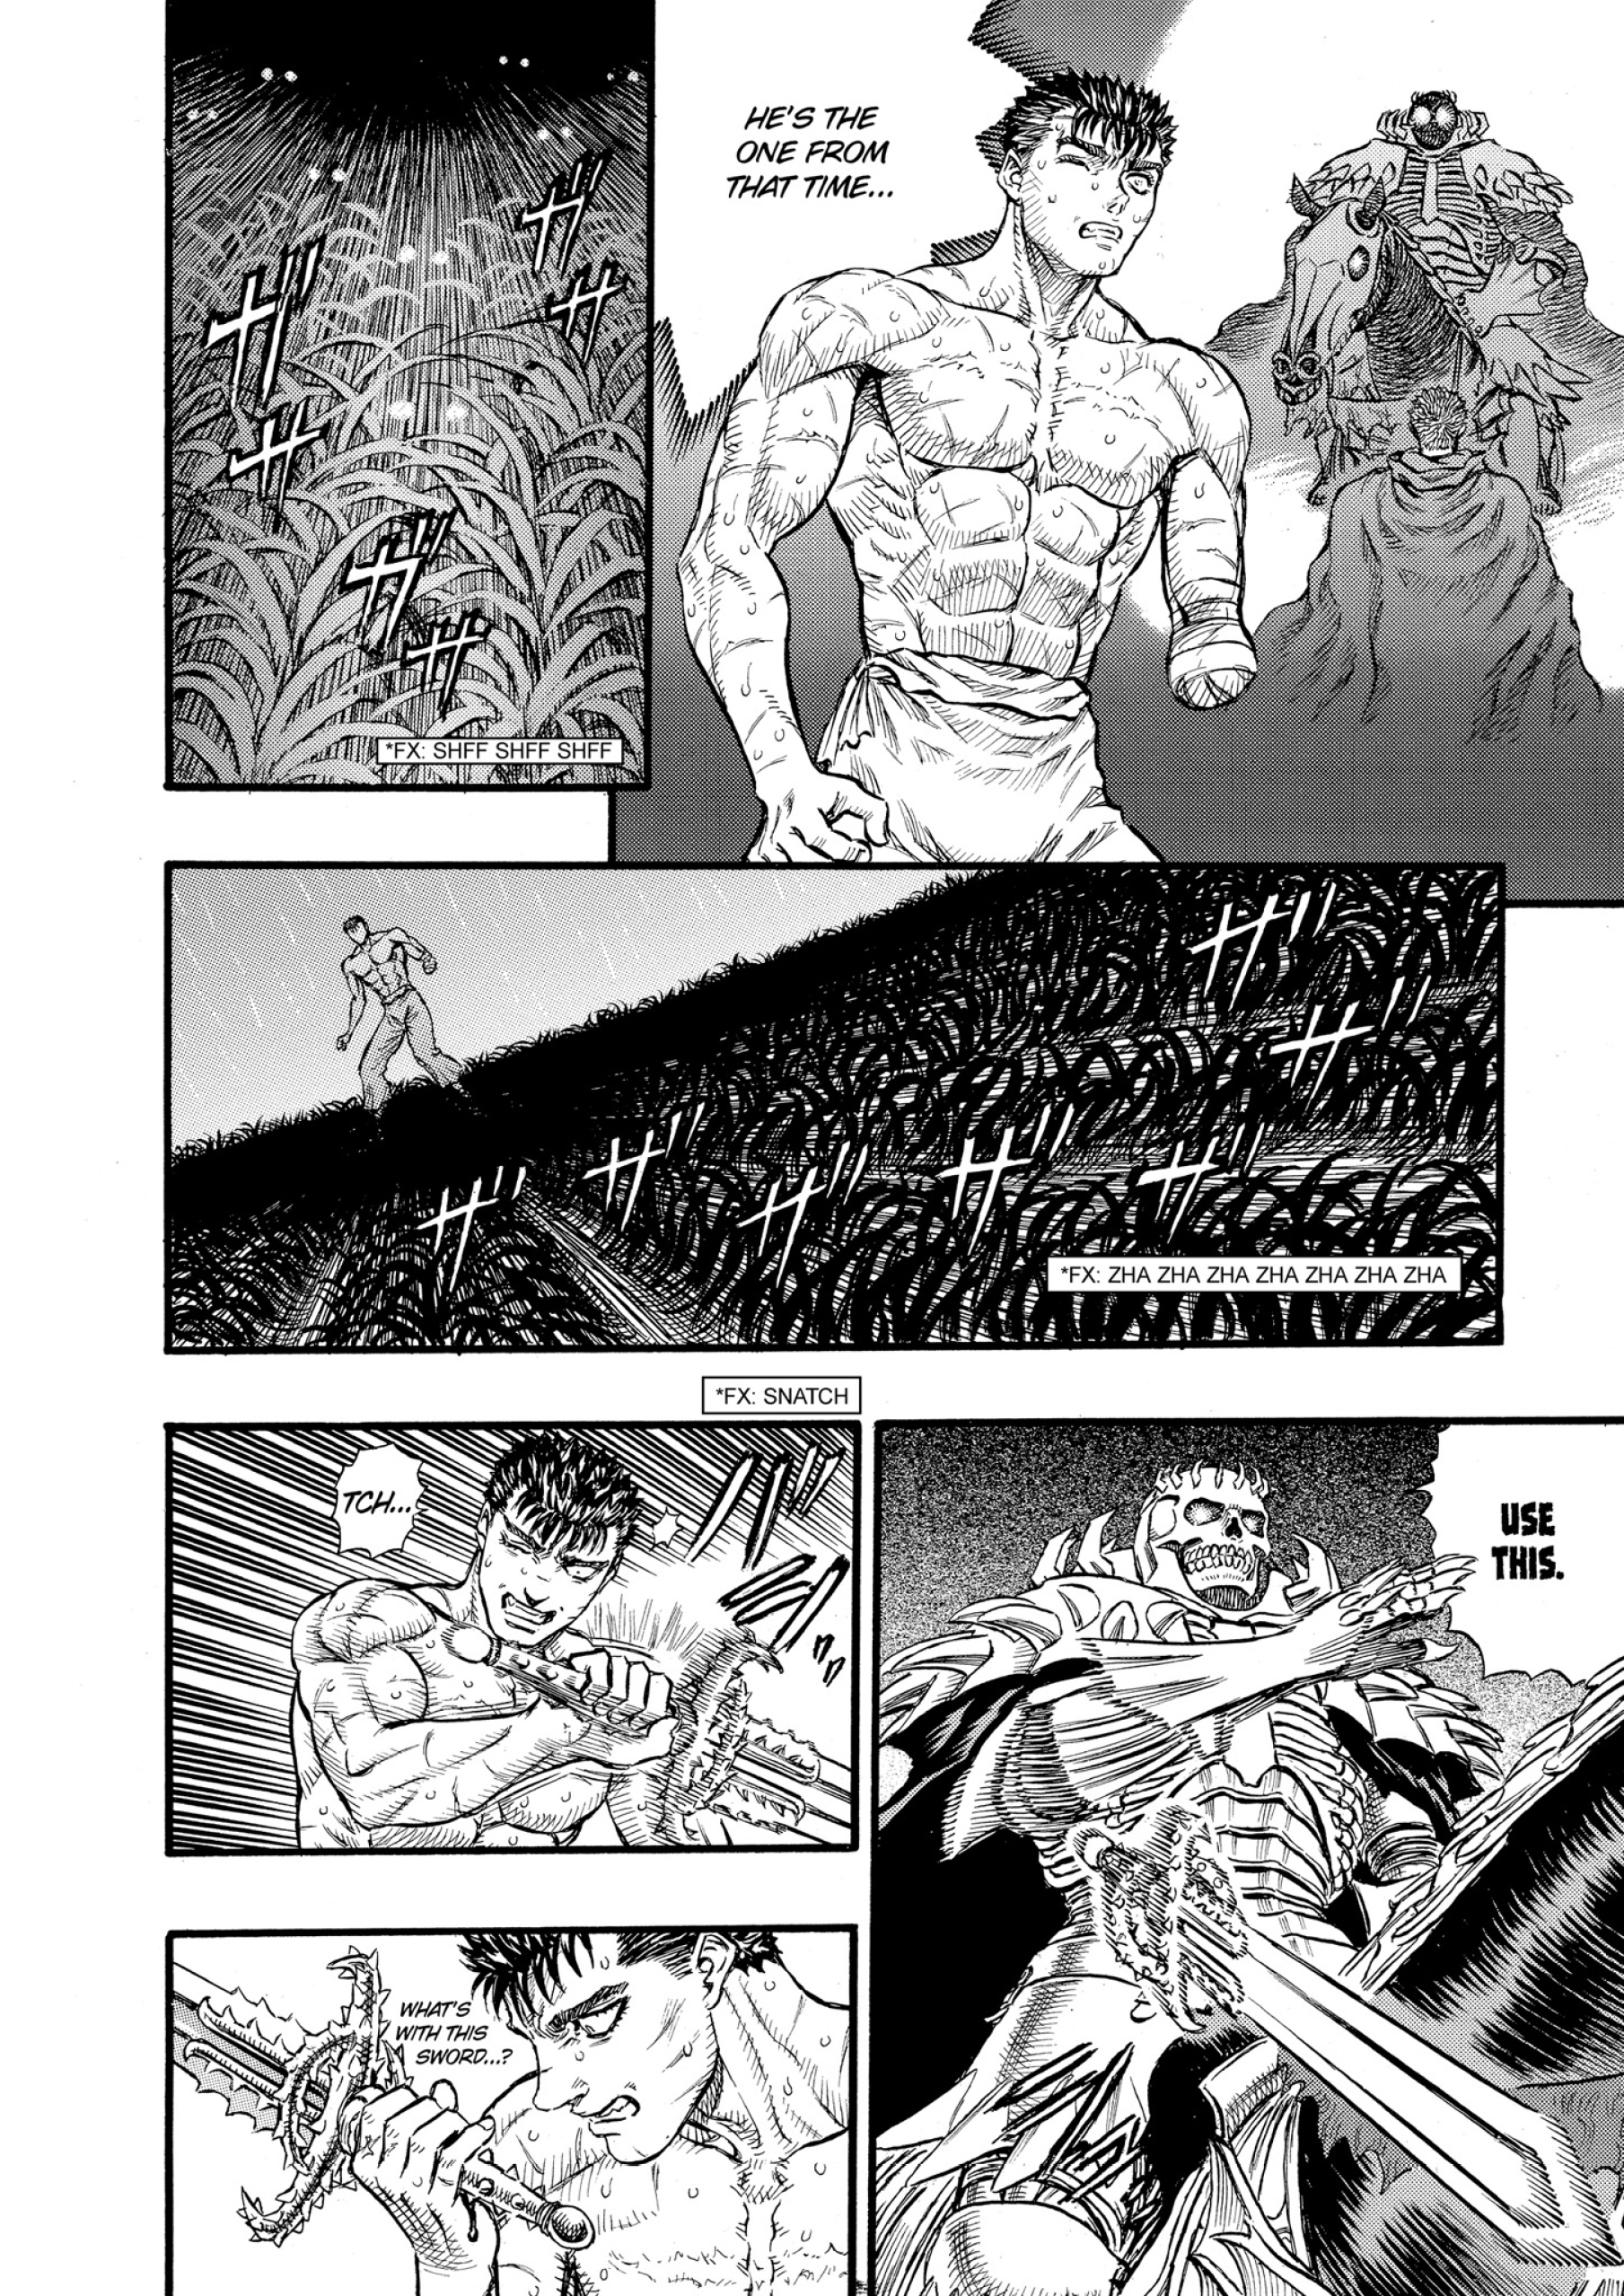 HE'S THE
ONE FROM
THAT TIME...
ザザ
ザザ
ザザ
*FX: SHFF SHFF SHFF
ザ
ザ
ザ
ザ
ザ
ザ
ザ
*FX: ZHA ZHA ZHA ZHA ZHA ZHA ZHA
USE
THIS.
*FX: SNATCH
TCH...
WHAT'S
WITH THIS
SWORD...?